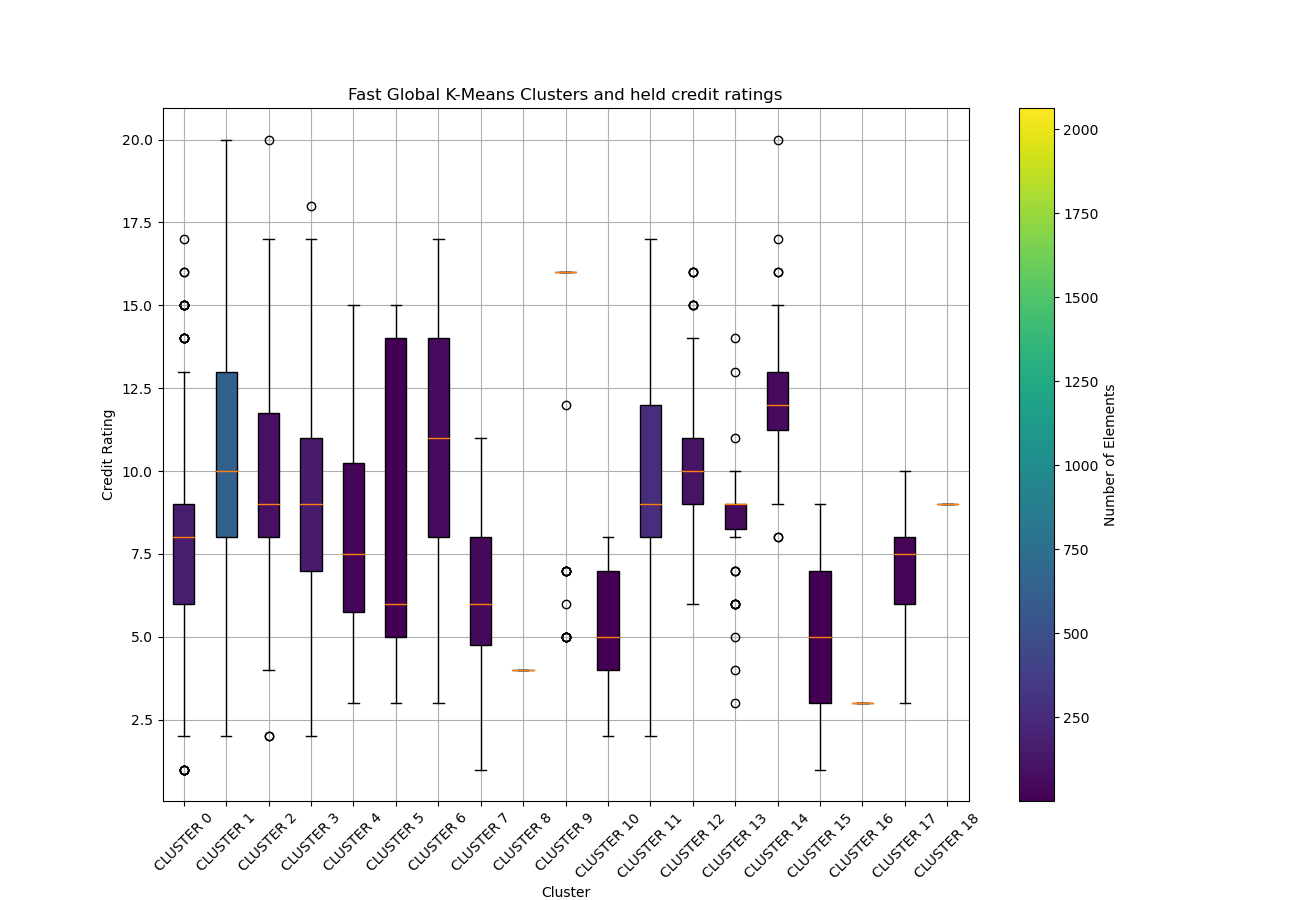 Fast Global K-Means Clusters and held credit ratings
20.0
17.5
15.0
12.5
10.0
7.5
5.0
2.5
Credit Rating
CLUSTER 0
CLUSTER 1
CLUSTER 2
CLUSTER 3
CLUSTER 4
CLUSTER 5
CLUSTER 6
CLUSTER 7
CLUSTER 8
CLUSTER 9
CLUSTER 10
CLUSTER 11
CLUSTER 12
CLUSTER 13
CLUSTER 14
CLUSTER 15
CLUSTER 16
CLUSTER 17
CLUSTER 18
Cluster
2000
1750
1500
1250
1000
750
500
250
Number of Elements